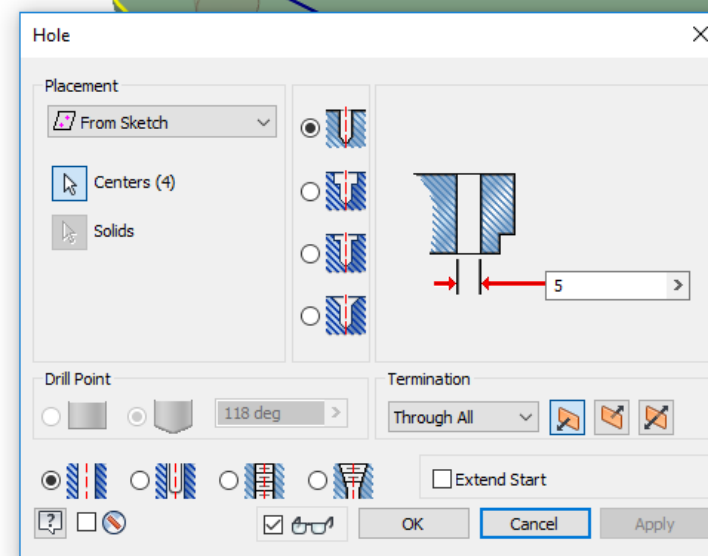 Hole
Placement
From Sketch
Centers (4)
Solids
5
Drill Point
118 deg
Termination
Through All
Extend Start
?
OK
Cancel
Apply